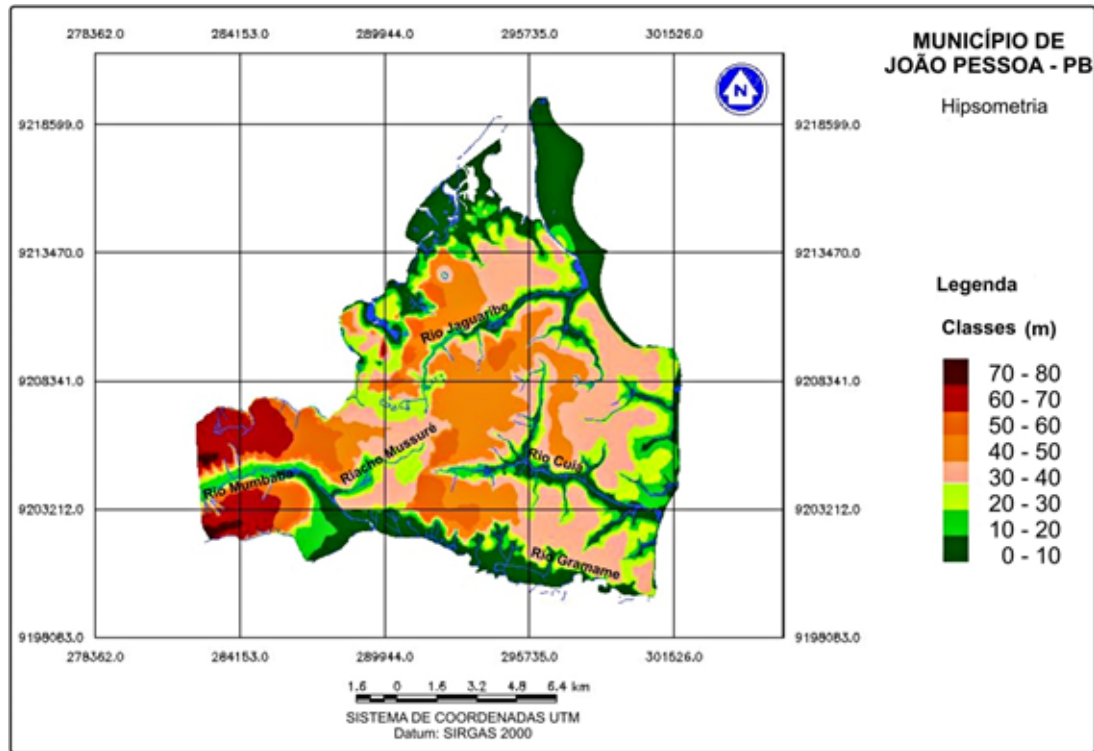 278362.0 284153.0 289944.0 295735.0 301526.0
MUNICÍPIO DE
JOÃO PESSOA - PB
Hipsometria
N
9218599.0 9218599.0
9213470.0 9213470.0
Legenda
Classes (m)
70 - 80
60 - 70
50 - 60
40 - 50
30 - 40
20 - 30
10 - 20
0 - 10
Rio Jaguaribe
9208341.0 9208341.0
Riacho Mussuré
Rio Cuiá
Rio Mumbaba
9203212.0 9203212.0
Rio Gramame
9198083.0 9198083.0
278362.0 284153.0 289944.0 295735.0 301526.0
1.6 0 1.6 3.2 4.8 6.4 km
SISTEMA DE COORDENADAS UTM
Datum: SIRGAS 2000